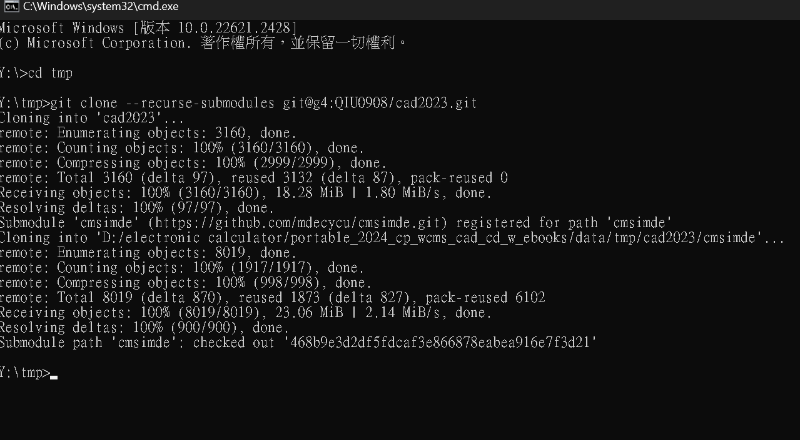 C:\Windows\system32\cmd.exe
Microsoft Windows [版本 10.0.22621.2428]
(c) Microsoft Corporation. 著作權所有，並保留一切權利。
Y:\>cd tmp
Y:\tmp>git clone --recurse-submodules git@g4:QIU0908/cad2023.git
Cloning into 'cad2023'...
remote: Enumerating objects: 3160, done.
remote: Counting objects: 100% (3160/3160), done.
remote: Compressing objects: 100% (2999/2999), done.
remote: Total 3160 (delta 97), reused 3132 (delta 87), pack-reused 0
Receiving objects: 100% (3160/3160), 18.28 MiB | 1.80 MiB/s, done.
Resolving deltas: 100% (97/97), done.
Submodule 'cmsimde' (https://github.com/mdecycu/cmsimde.git) registered for path 'cmsimde'
Cloning into 'D:/electronic calculator/portable_2024_cp_wcms_cad_cd_w_ebooks/data/tmp/cad2023/cmsimde'...
remote: Enumerating objects: 8019, done.
remote: Counting objects: 100% (1917/1917), done.
remote: Compressing objects: 100% (998/998), done.
remote: Total 8019 (delta 870), reused 1873 (delta 827), pack-reused 6102
Receiving objects: 100% (8019/8019), 23.06 MiB | 2.14 MiB/s, done.
Resolving deltas: 100% (900/900), done.
Submodule path 'cmsimde': checked out '468b9e3d2df5fdcaf3e866878eabea916e7f3d21'
Y:\tmp>